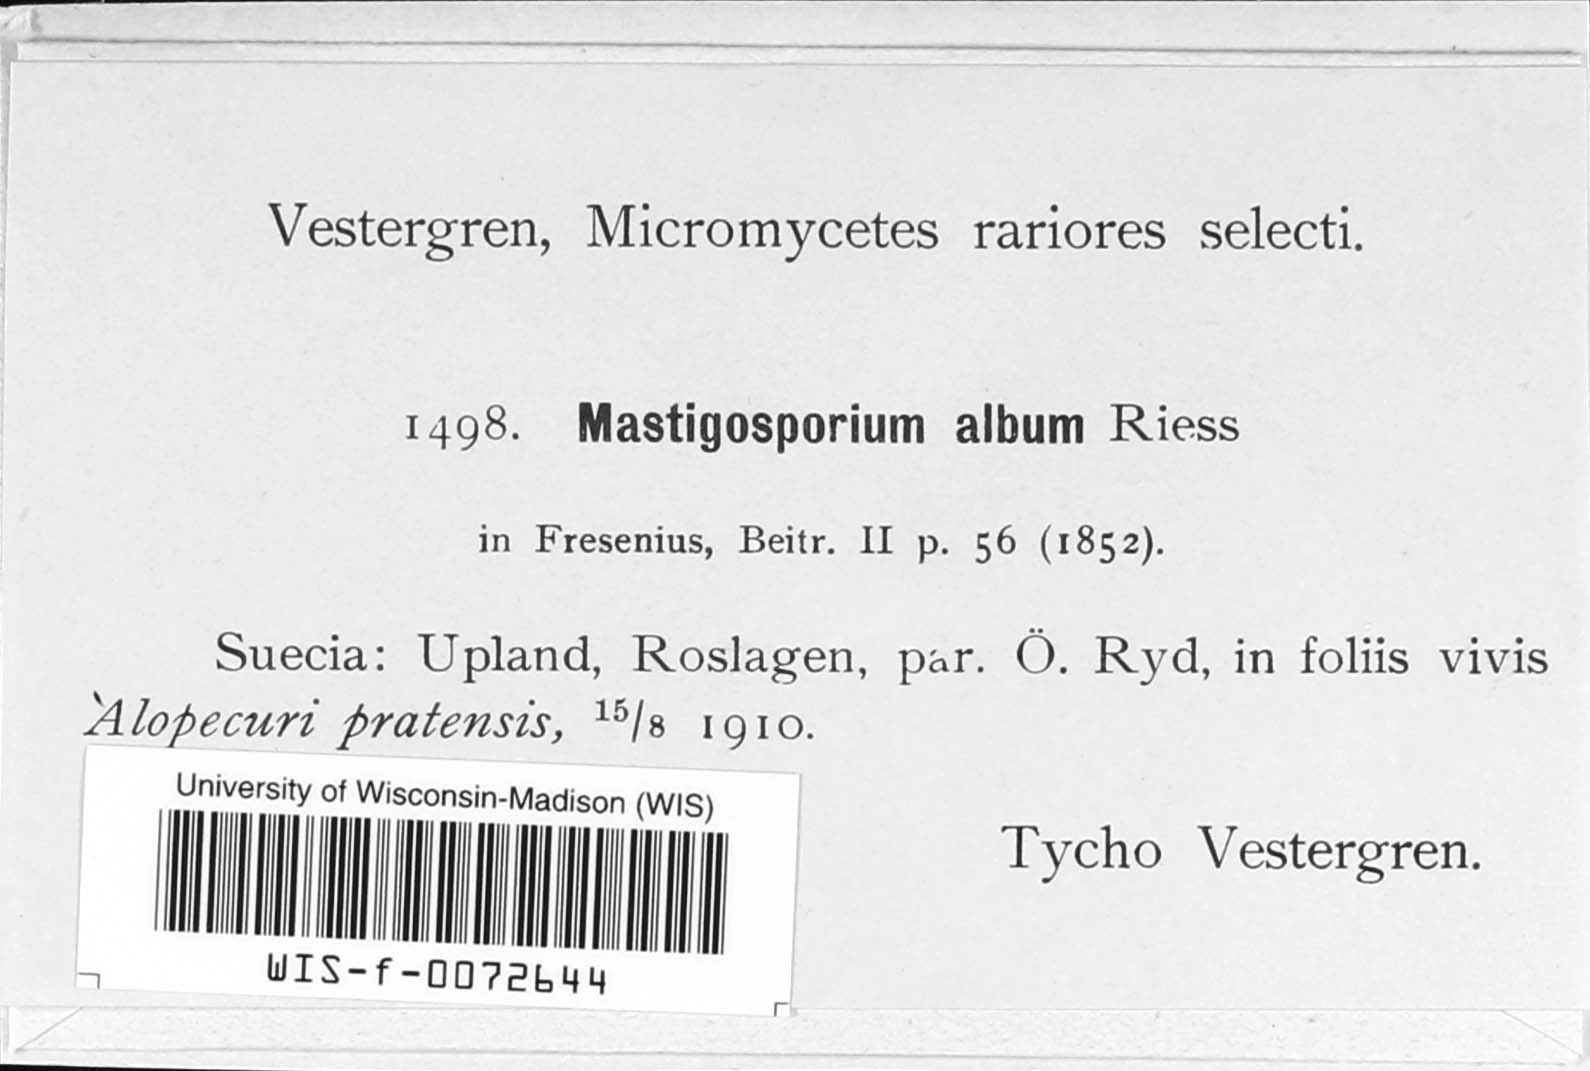 Vestergren, Micromycetes rariores selecti.
1498. Mastigosporium album Riess
in Fresenius, Beitr. II p. 56 (1852).
Suecia: Upland, Roslagen, par. Ö. Ryd, in foliis vivis
Alopecuri pratensis, 15/8 1910.
University of Wisconsin-Madison (WIS)
WIS-f-0072644
Tycho Vestergren.